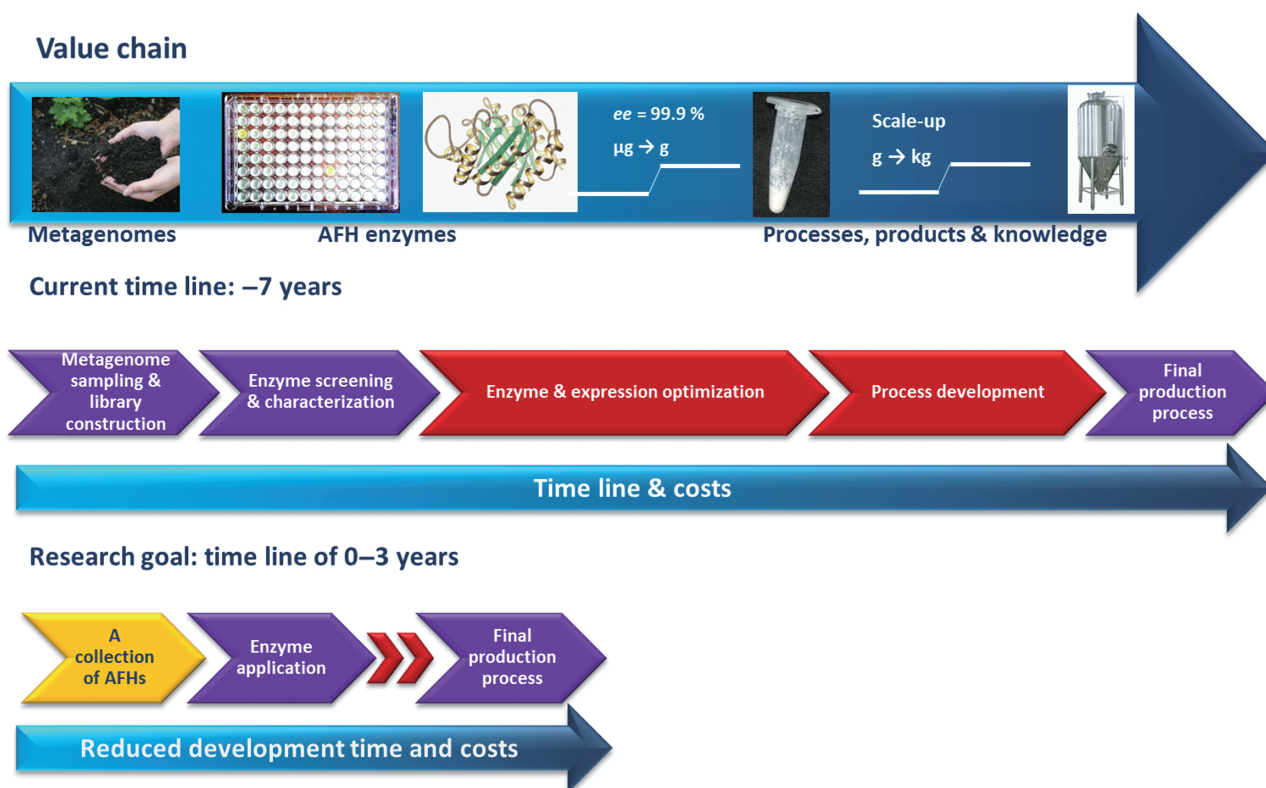 Value chain
ee = 99.9 %
µg → g
Scale-up
g → kg
Metagenomes
AFH enzymes
Processes, products & knowledge
Current time line: –7 years
Metagenome
sampling &
library
construction
Enzyme screening
& characterization
Enzyme & expression optimization
Process development
Final
production
process
Time line & costs
Research goal: time line of 0–3 years
A
collection
of AFHs
Enzyme
application
Final
production
process
Reduced development time and costs